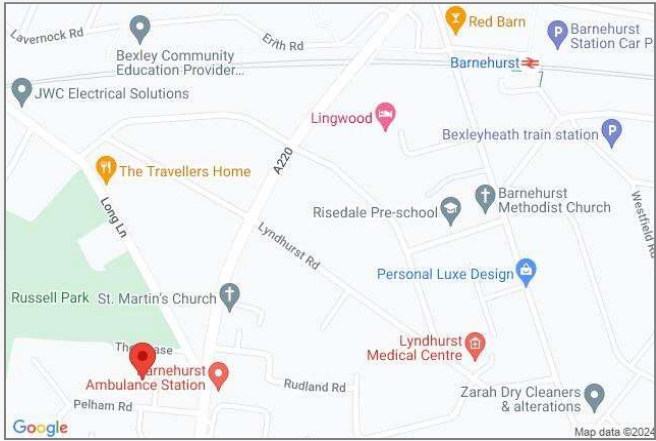 Lavernock Rd
Erith Rd
Red Barn
Bexley Community
Education Provider...
Barnehurst
Station Car P
Barnehurst
JWC Electrical Solutions
Lingwood
Bexleyheath train station
A220
The Travellers Home
Long Ln
Risedale Pre-school
Barnehurst
Methodist Church
Westfield Rd
Lyndhurst Rd
Personal Luxe Design
Russell Park
St. Martin's Church
Lyndhurst
Medical Centre
Ambulance Station
Rudland Rd
Pelham Rd
Zarah Dry Cleaners
& alterations
Google
Map data ©2024